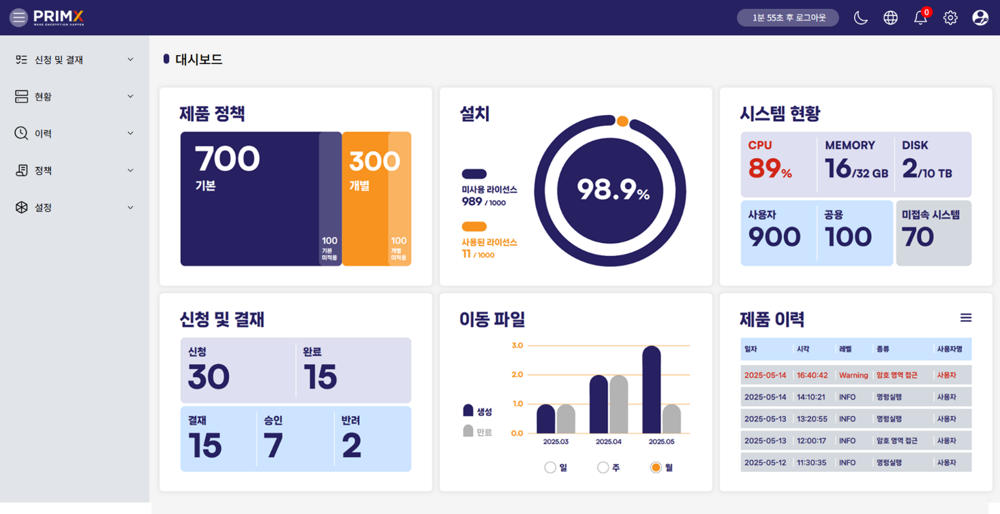 PRIMX
MAKE ENCRYPTION HAPPEN
1분 55초 후 로그아웃
0
신청 및 결재
현황
이력
정책
설정
대시보드
제품 정책
700
기본
100
기본
미적용
300
개별
100
개별
미적용
설치
미사용 라이선스
989 / 1000
사용된 라이선스
11 / 1000
98.9%
시스템 현황
CPU
89%
MEMORY
16/32 GB
DISK
2/10 TB
사용자
900
공용
100
미접속 시스템
70
신청 및 결재
신청
30
완료
15
결재
15
승인
7
반려
2
이동 파일
3.0
2.0
1.0
0.0
생성
만료
2025.03 2025.04 2025.05
일 주 월
제품 이력
일자 시각 레벨 종류 사용자명
2025-05-14 16:40:42 Warning 암호 영역 접근 사용자
2025-05-14 14:10:21 INFO 명령실행 사용자
2025-05-13 13:20:55 INFO 명령실행 사용자
2025-05-13 12:00:17 INFO 암호 영역 접근 사용자
2025-05-12 11:30:35 INFO 명령실행 사용자